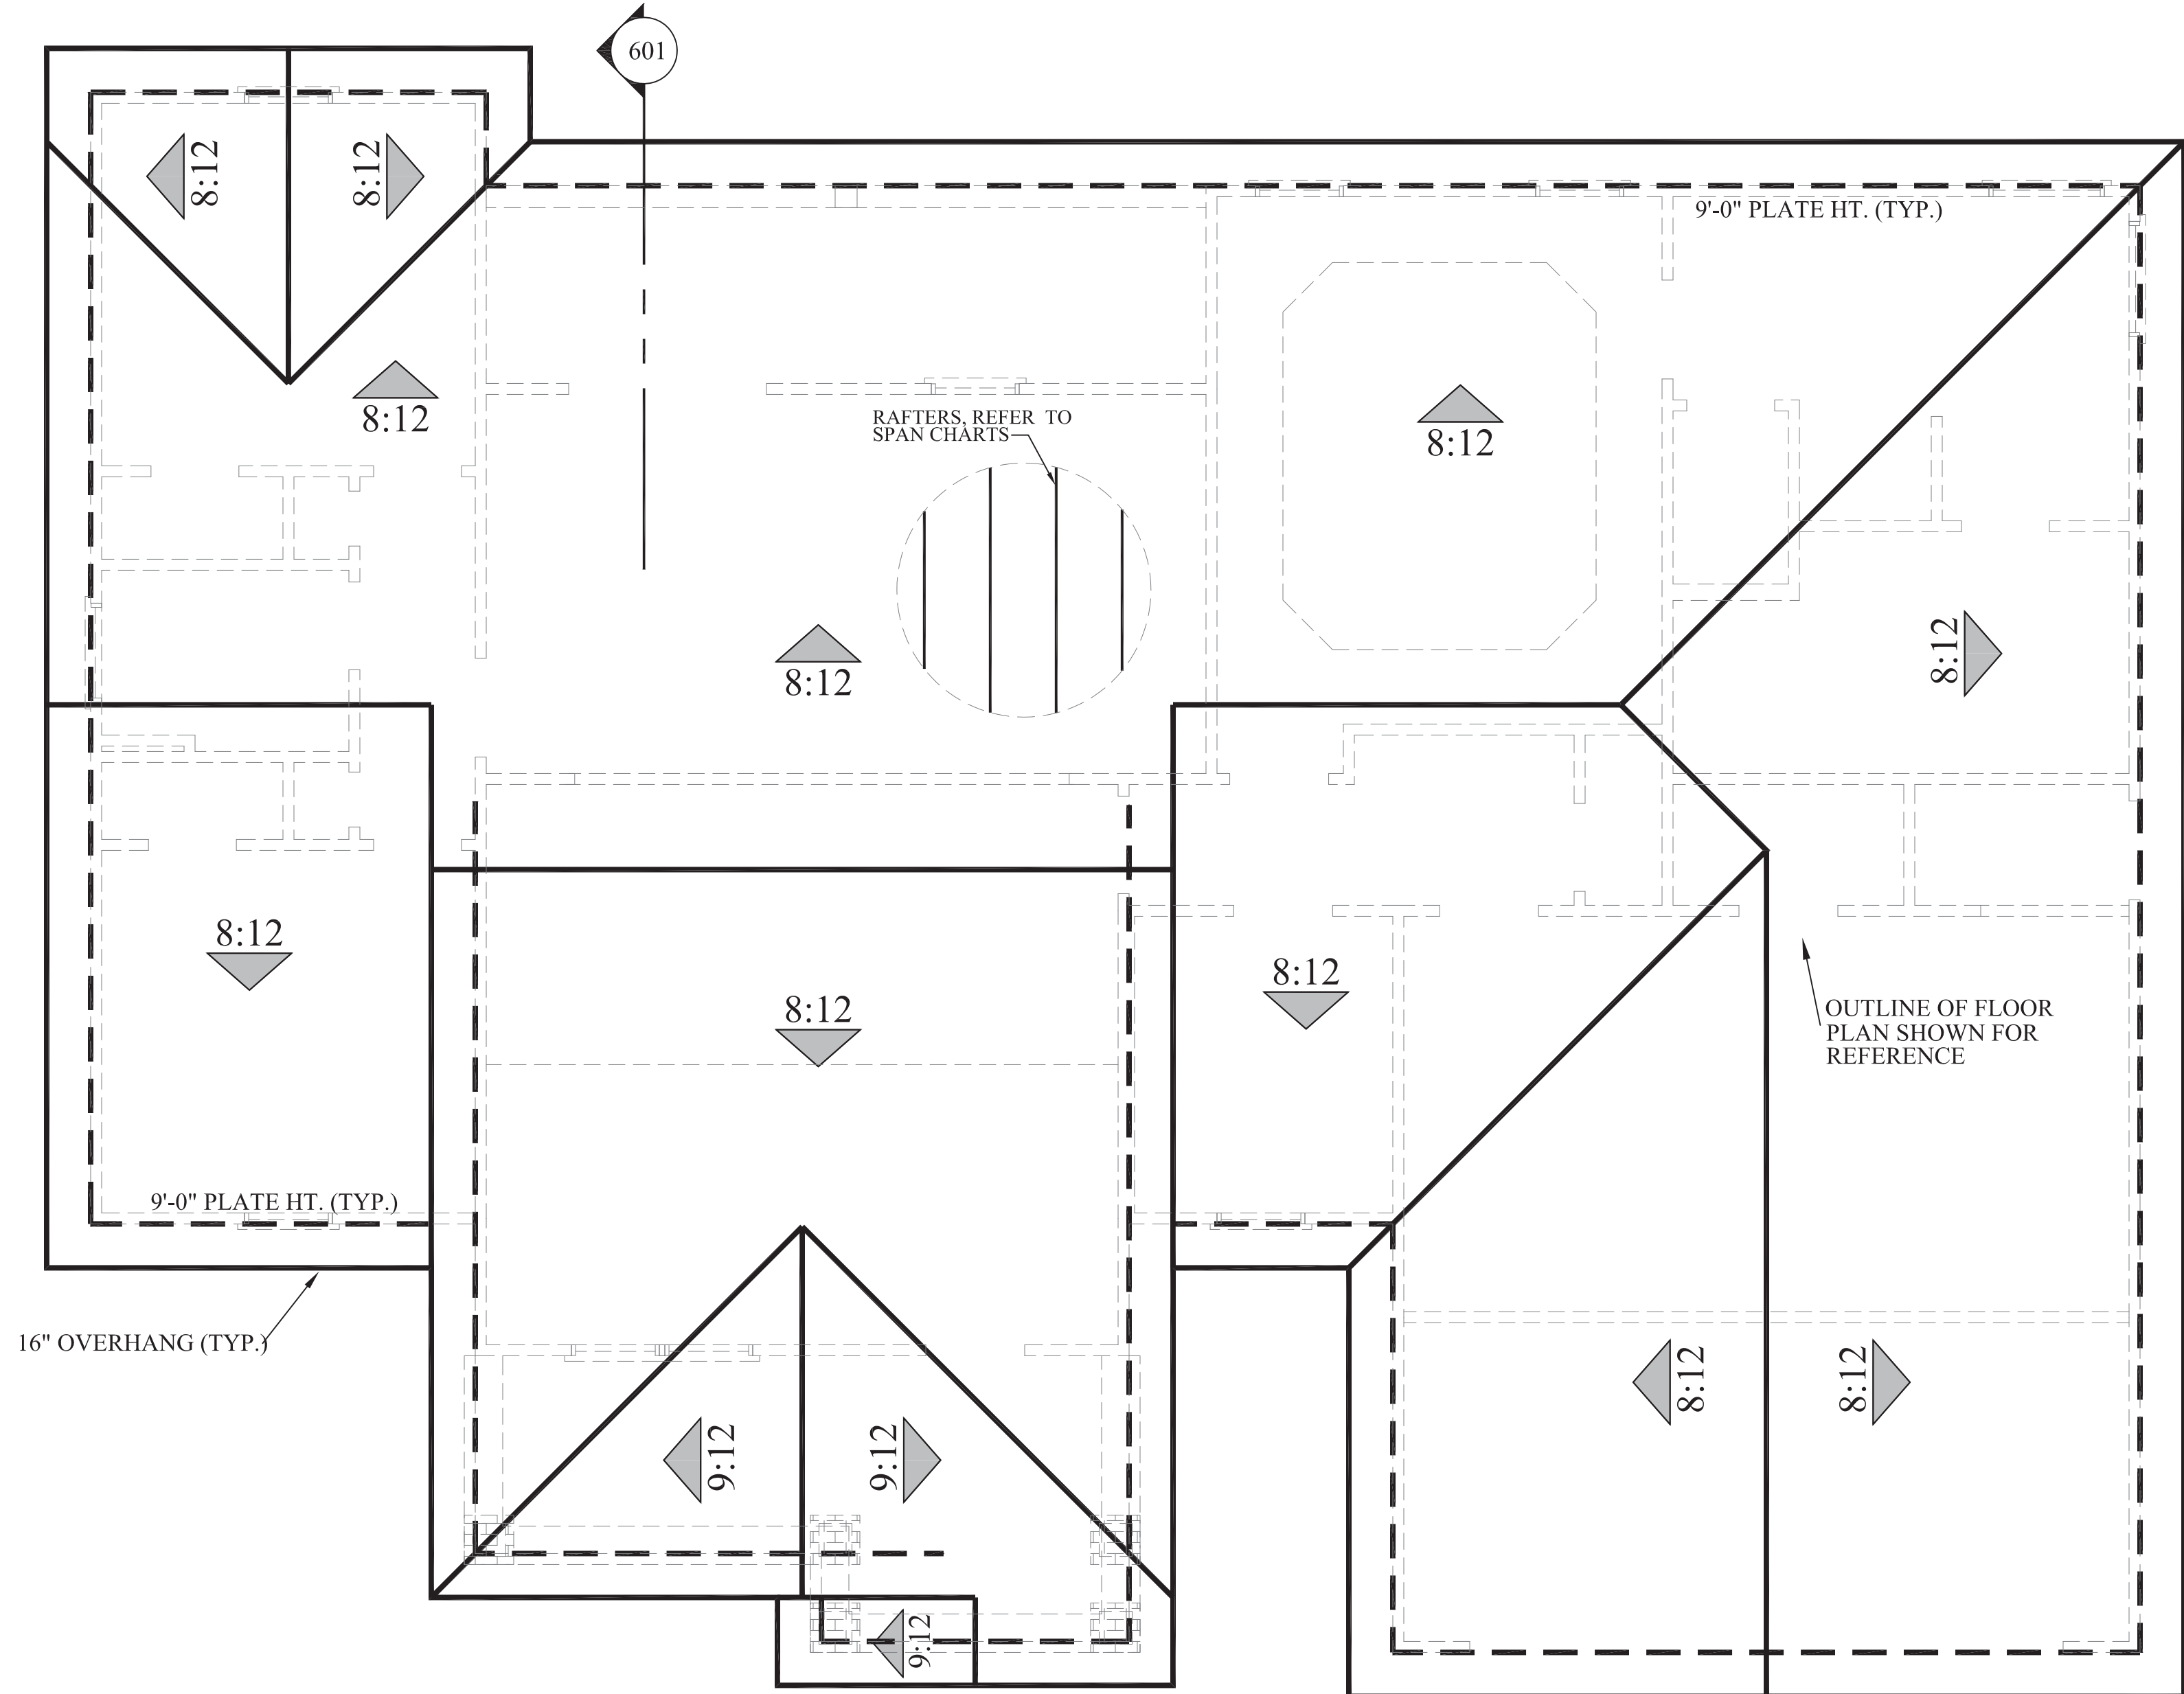 601
8:12
8:12
9'-0" PLATE HT. (TYP.)
8:12
RAFTERS, REFER TO
SPAN CHARTS
8:12
8:12
8:12
8:12
8:12
8:12
OUTLINE OF FLOOR
PLAN SHOWN FOR
REFERENCE
9'-0" PLATE HT. (TYP.)
16" OVERHANG (TYP.)
8:12
8:12
9:12
9:12
9:12